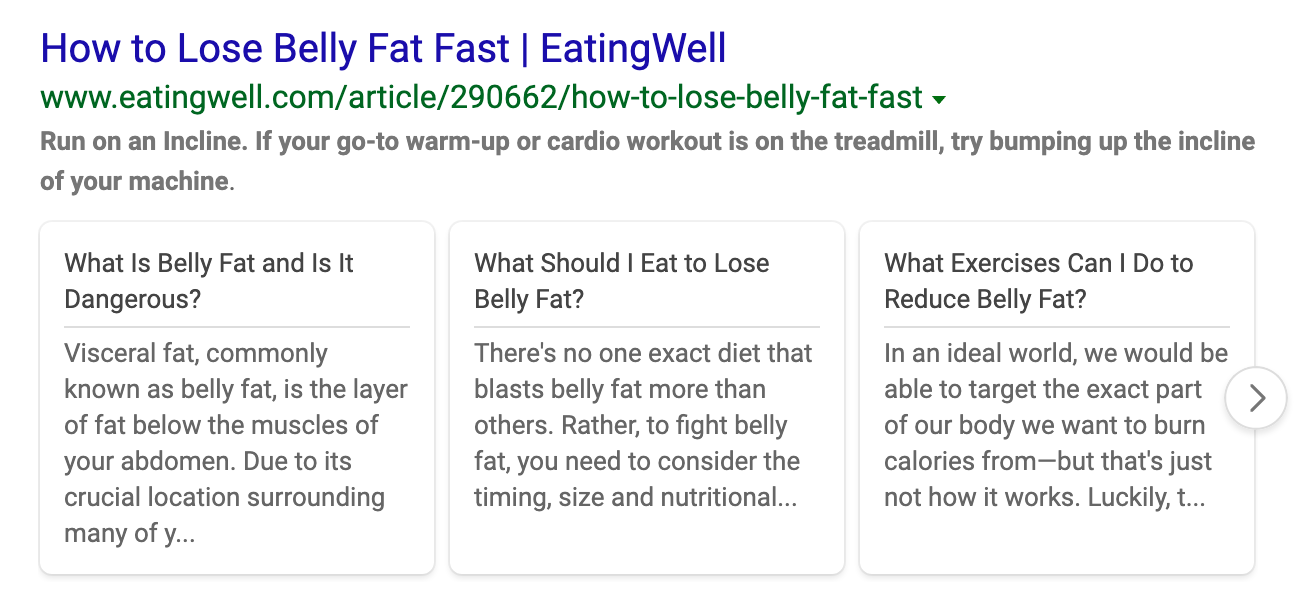 How to Lose Belly Fat Fast | EatingWell
www.eatingwell.com/article/290662/how-to-lose-belly-fat-fast
Run on an Incline. If your go-to warm-up or cardio workout is on the treadmill, try bumping up the incline
of your machine.
What Is Belly Fat and Is It
Dangerous?
Visceral fat, commonly
known as belly fat, is the layer
of fat below the muscles of
your abdomen. Due to its
crucial location surrounding
many of y...
What Should I Eat to Lose
Belly Fat?
There's no one exact diet that
blasts belly fat more than
others. Rather, to fight belly
fat, you need to consider the
timing, size and nutritional...
What Exercises Can I Do to
Reduce Belly Fat?
In an ideal world, we would be
able to target the exact part
of our body we want to burn
calories from—but that's just
not how it works. Luckily, t...